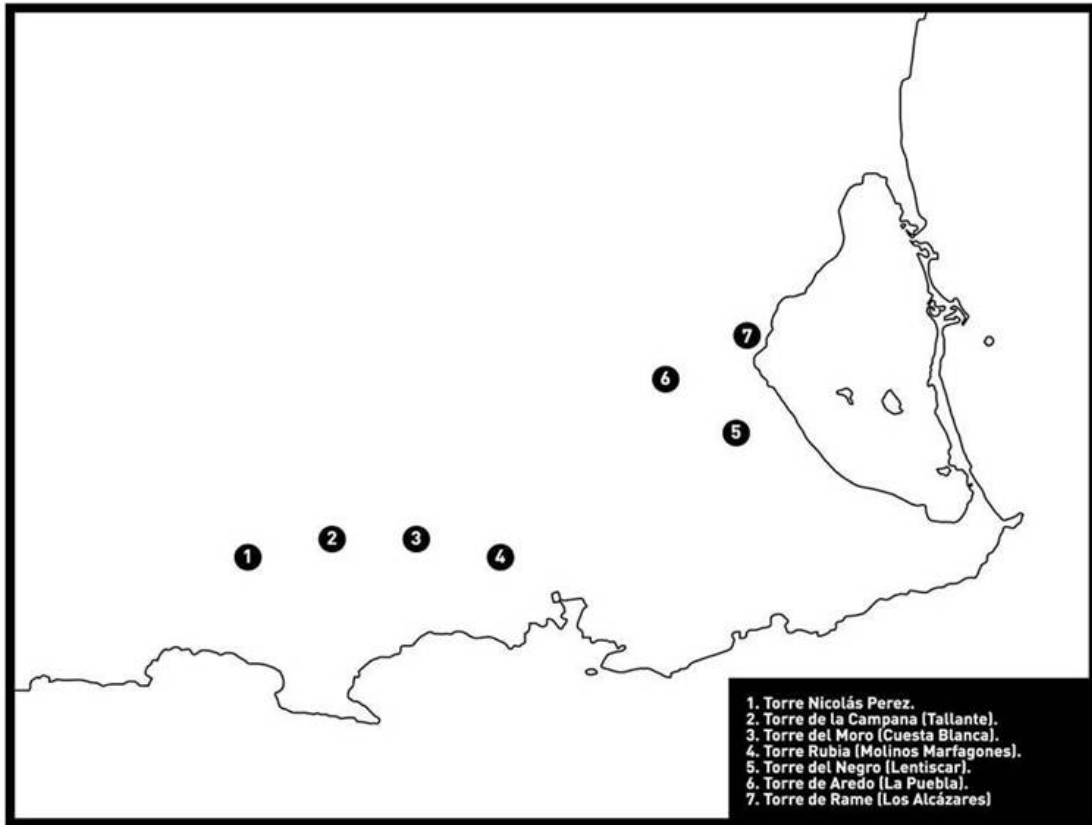 7
6
5
2
3
1
4
1. Torre Nicolás Perez.
2. Torre de la Campana (Tallante).
3. Torre del Moro (Cuesta Blanca).
4. Torre Rubia (Molinos Marfagones).
5. Torre del Negro (Lentiscar).
6. Torre de Aredo (La Puebla).
7. Torre de Rame (Los Alcázares)